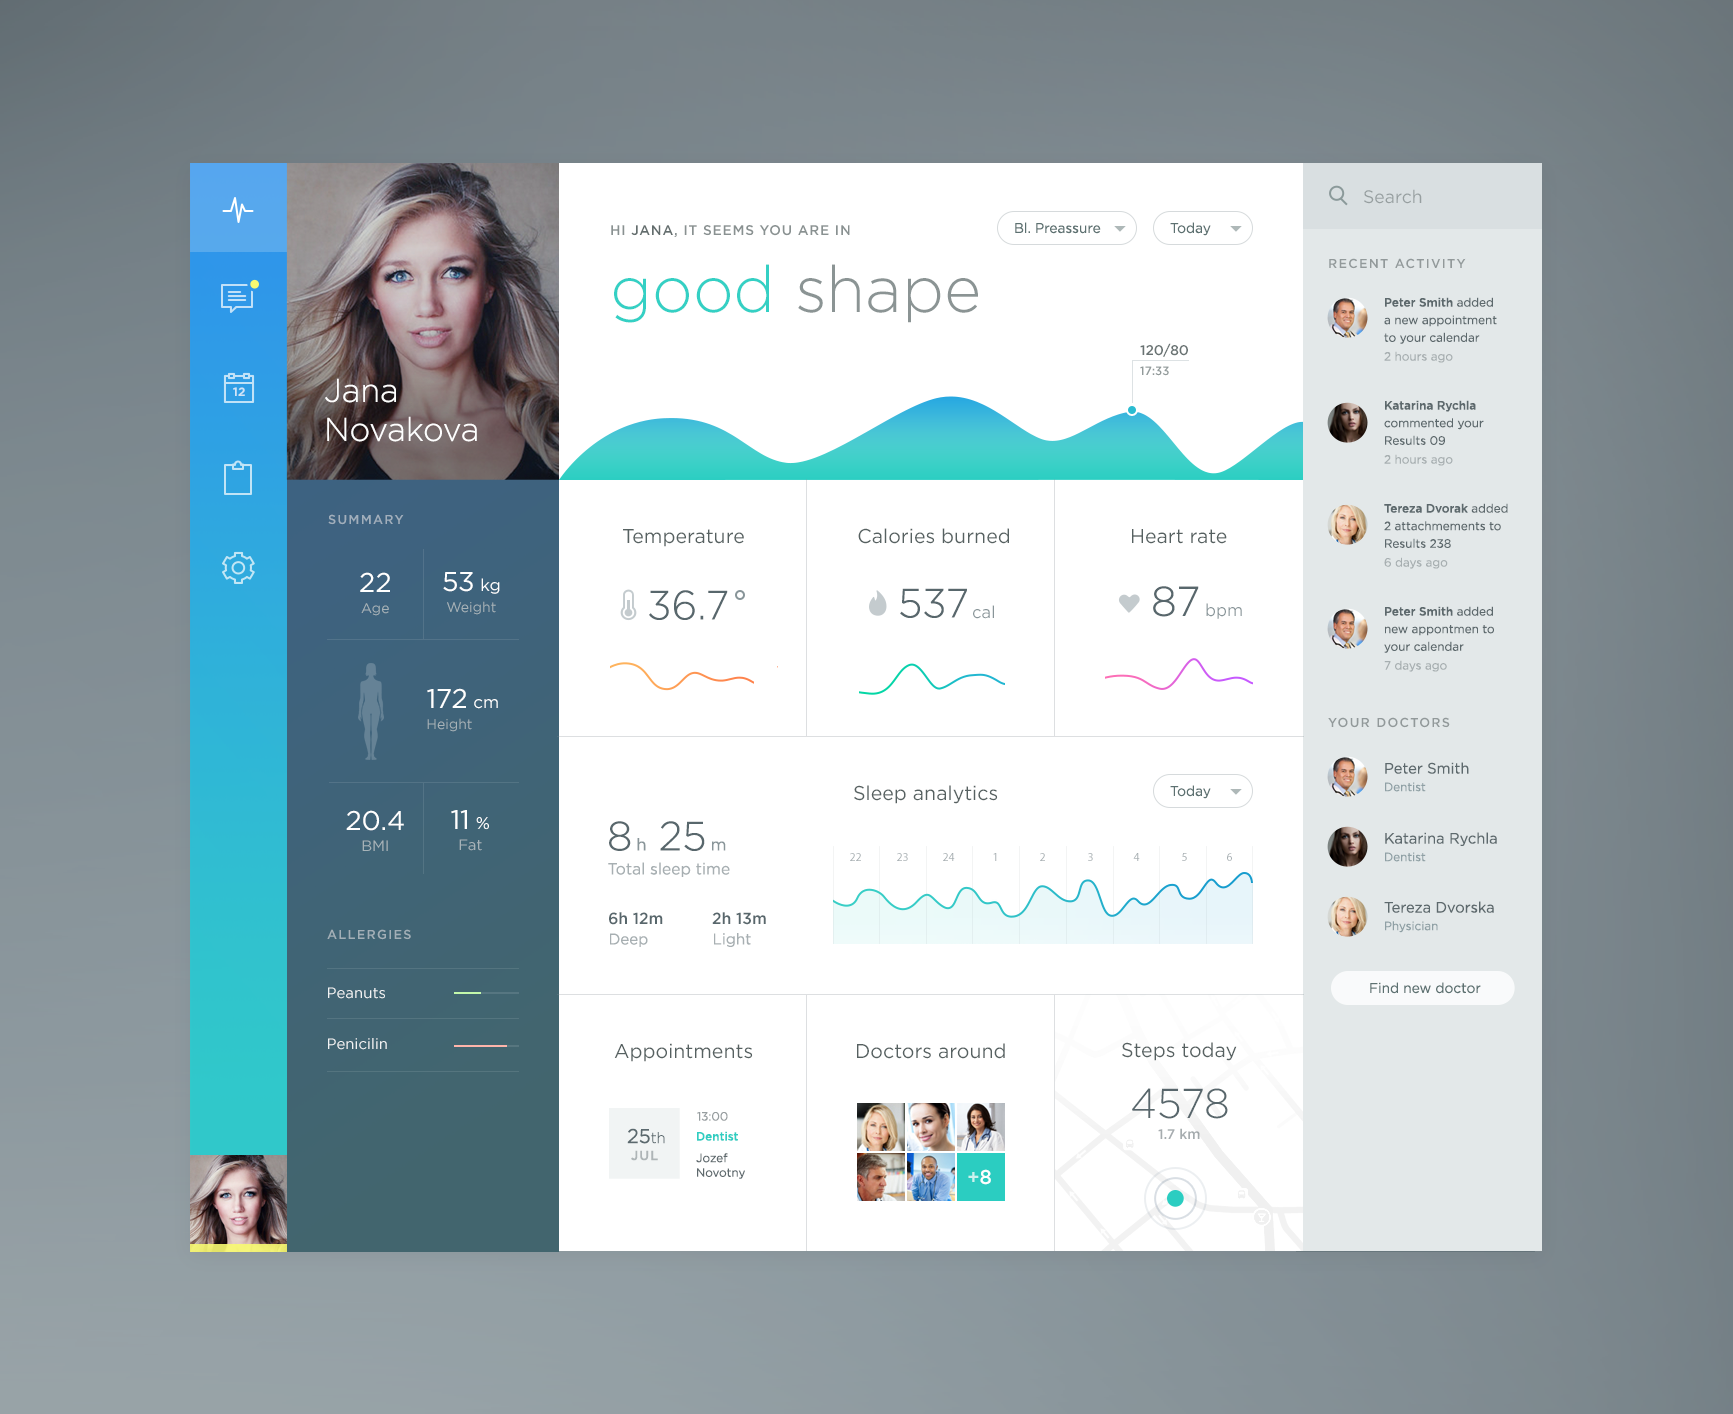 12
Jana
Novakova
SUMMARY
22
Age
53 kg
Weight
172 cm
Height
20.4
BMI
11 %
Fat
ALLERGIES
Peanuts
Penicilin
HI JANA, IT SEEMS YOU ARE IN
good shape
Bl. Preassure
Today
120/80
17:33
Temperature
36.7°
Calories burned
537 cal
Heart rate
87 bpm
Sleep analytics
Today
8h 25m
Total sleep time
6h 12m
Deep
2h 13m
Light
22 23 24 1 2 3 4 5 6
Appointments
25th
JUL
13:00
Dentist
Jozef
Novotny
Doctors around
+8
Steps today
4578
1.7 km
Search
RECENT ACTIVITY
Peter Smith added
a new appointment
to your calendar
2 hours ago
Katarina Rychla
commented your
Results 09
2 hours ago
Tereza Dvorak added
2 attachmements to
Results 238
6 days ago
Peter Smith added
new appontmen to
your calendar
7 days ago
YOUR DOCTORS
Peter Smith
Dentist
Katarina Rychla
Dentist
Tereza Dvorska
Physician
Find new doctor